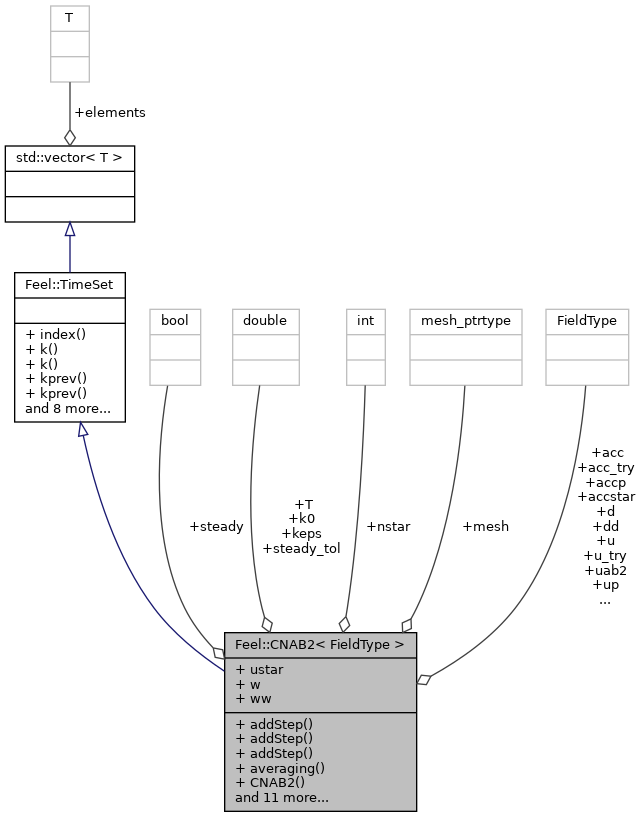 T
+elements
std::vector< T >
Feel::TimeSet
+ index()
+ k()
+ k()
+ kprev()
+ kprev()
and 8 more...
bool
double
int
mesh_ptrtype
FieldType
+steady
+T
+k0
+keps
+steady_tol
+nstar
+mesh
+acc
+acc_try
+accp
+accstar
+d
+dd
+u
+u_try
+uab2
+up
...
Feel::CNAB2< FieldType >
+ ustar
+ w
+ ww
+ addStep()
+ addStep()
+ addStep()
+ averaging()
+ CNAB2()
and 11 more...